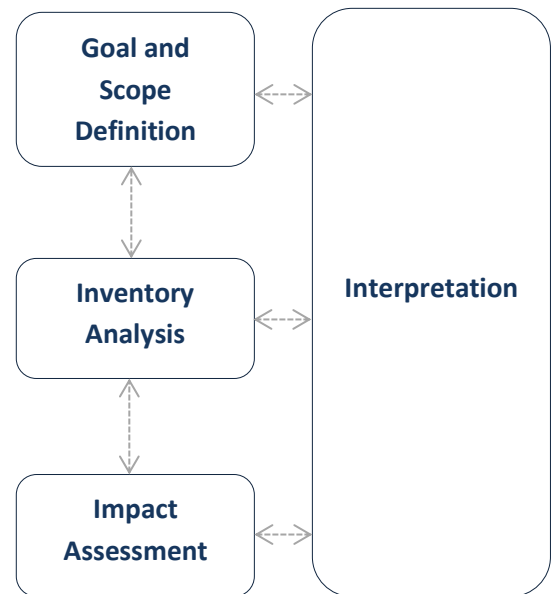 Goal and
Scope
Definition
Inventory
Analysis
Interpretation
Impact
Assessment